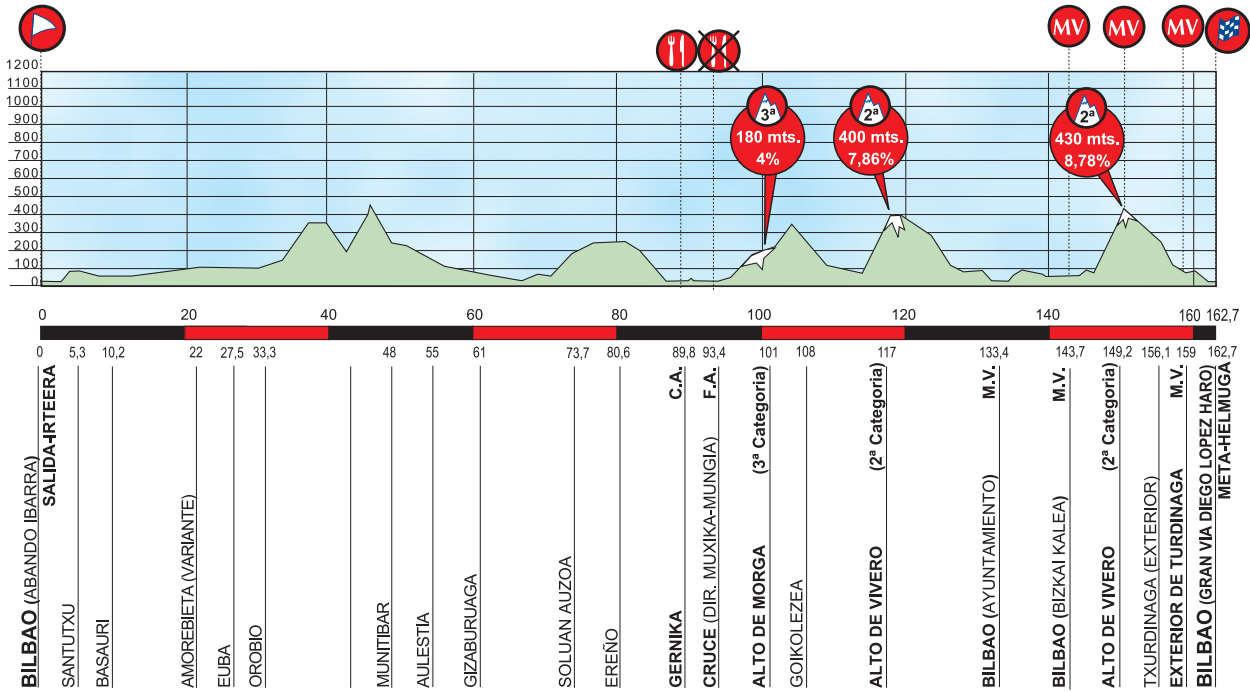 MV MV MV
1200
1100
1000
900
800
700
600
500
400
300
200
100
0
3ª
180 mts.
4%
2ª
400 mts.
7,86%
2ª
430 mts.
8,78%
0 20 40 60 80 100 120 140 160 162,7
0 5,3 10,2 22 27,5 33,3 48 55 61 73,7 80,6 89,8 93,4 101 108 117 133,4 143,7 149,2 156,1 159 162,7
BILBAO (ABANDO IBARRA)
SALIDA-IRTEERA
SANTUTXU
BASAURI
AMOREBIETA (VARIANTE)
EUBA
OROBIO
MUNITIBAR
AULESTIA
GIZABURUAGA
SOLUAN AUZOA
EREÑO
GERNIKA C.A.
CRUCE (DIR. MUXIKA-MUNGIA) F.A.
ALTO DE MORGA (3ª Categoria)
GOIKOLEZEA
ALTO DE VIVERO (2ª Categoria)
BILBAO (AYUNTAMIENTO) M.V.
BILBAO (BIZKAI KALEA) M.V.
ALTO DE VIVERO (2ª Categoria)
TXURDINAGA (EXTERIOR)
EXTERIOR DE TURDINAGA M.V.
BILBAO (GRAN VIA DIEGO LOPEZ HARO)
META-HELMUGA